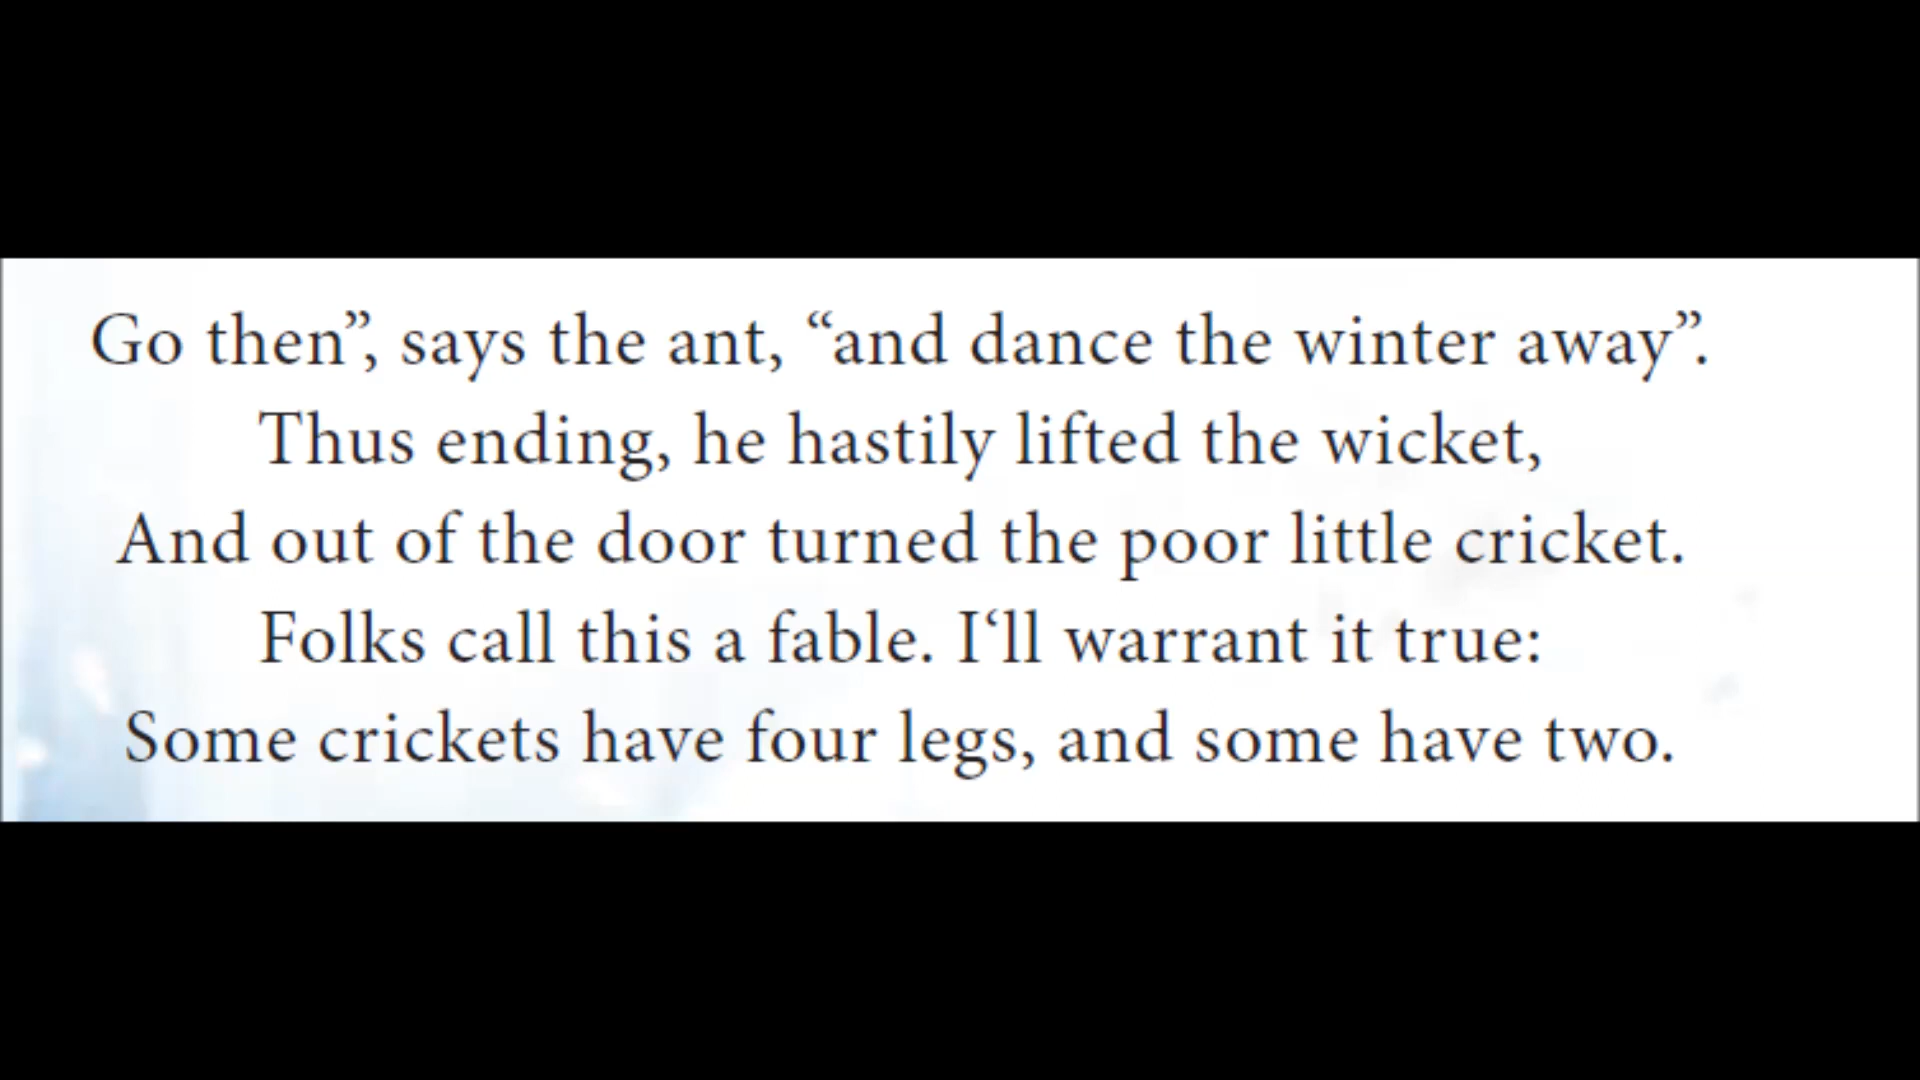 Go then”, says the ant, “and dance the winter away”.
Thus ending, he hastily lifted the wicket,
And out of the door turned the poor little cricket.
Folks call this a fable. I‘ll warrant it true:
Some crickets have four legs, and some have two.